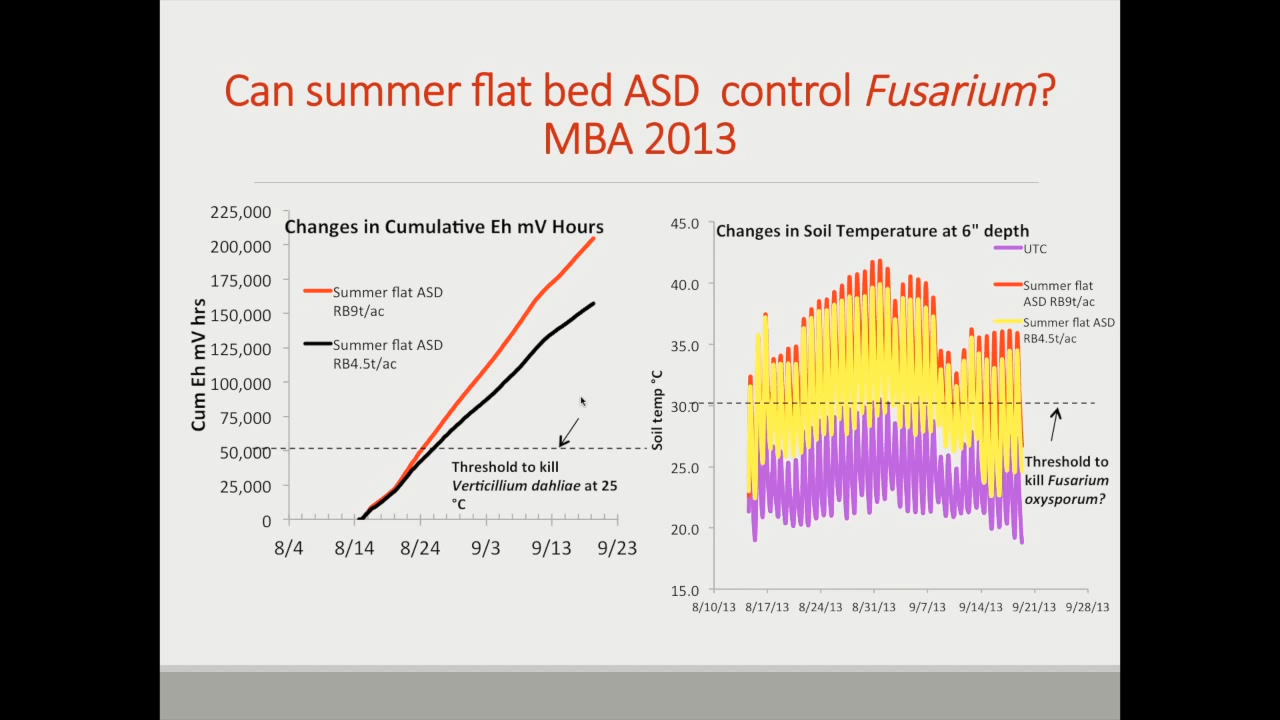 Can summer flat bed ASD  control Fusarium?
MBA 2013
Changes in Cumulative Eh mV Hours
225,000
200,000
175,000
150,000
125,000
100,000
75,000
50,000
25,000
0
Cum Eh mV hrs
Summer flat ASD
RB9t/ac
Summer flat ASD
RB4.5t/ac
Threshold to kill
Verticillium dahliae at 25
°C
8/4 8/14 8/24 9/3 9/13 9/23
Changes in Soil Temperature at 6" depth
45.0
40.0
35.0
30.0
25.0
20.0
15.0
Soil temp °C
UTC
Summer flat
ASD RB9t/ac
Summer flat ASD
RB4.5t/ac
Threshold to
kill Fusarium
oxysporum?
8/10/13 8/17/13 8/24/13 8/31/13 9/7/13 9/14/13 9/21/13 9/28/13